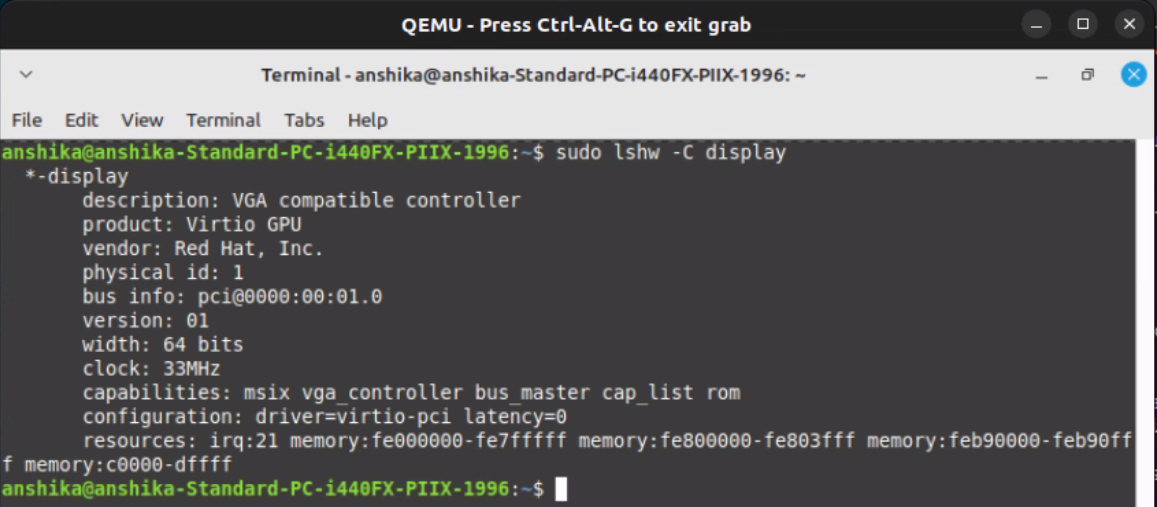 QEMU - Press Ctrl-Alt-G to exit grab
Terminal - anshika@anshika-Standard-PC-i440FX-PIIX-1996: ~
File Edit View Terminal Tabs Help
anshika@anshika-Standard-PC-i440FX-PIIX-1996:~$ sudo lshw -C display
  *-display
       description: VGA compatible controller
       product: Virtio GPU
       vendor: Red Hat, Inc.
       physical id: 1
       bus info: pci@0000:00:01.0
       version: 01
       width: 64 bits
       clock: 33MHz
       capabilities: msix vga_controller bus_master cap_list rom
       configuration: driver=virtio-pci latency=0
       resources: irq:21 memory:fe000000-fe7fffff memory:fe800000-fe803fff memory:feb90000-feb90ff
f memory:c0000-dffff
anshika@anshika-Standard-PC-i440FX-PIIX-1996:~$